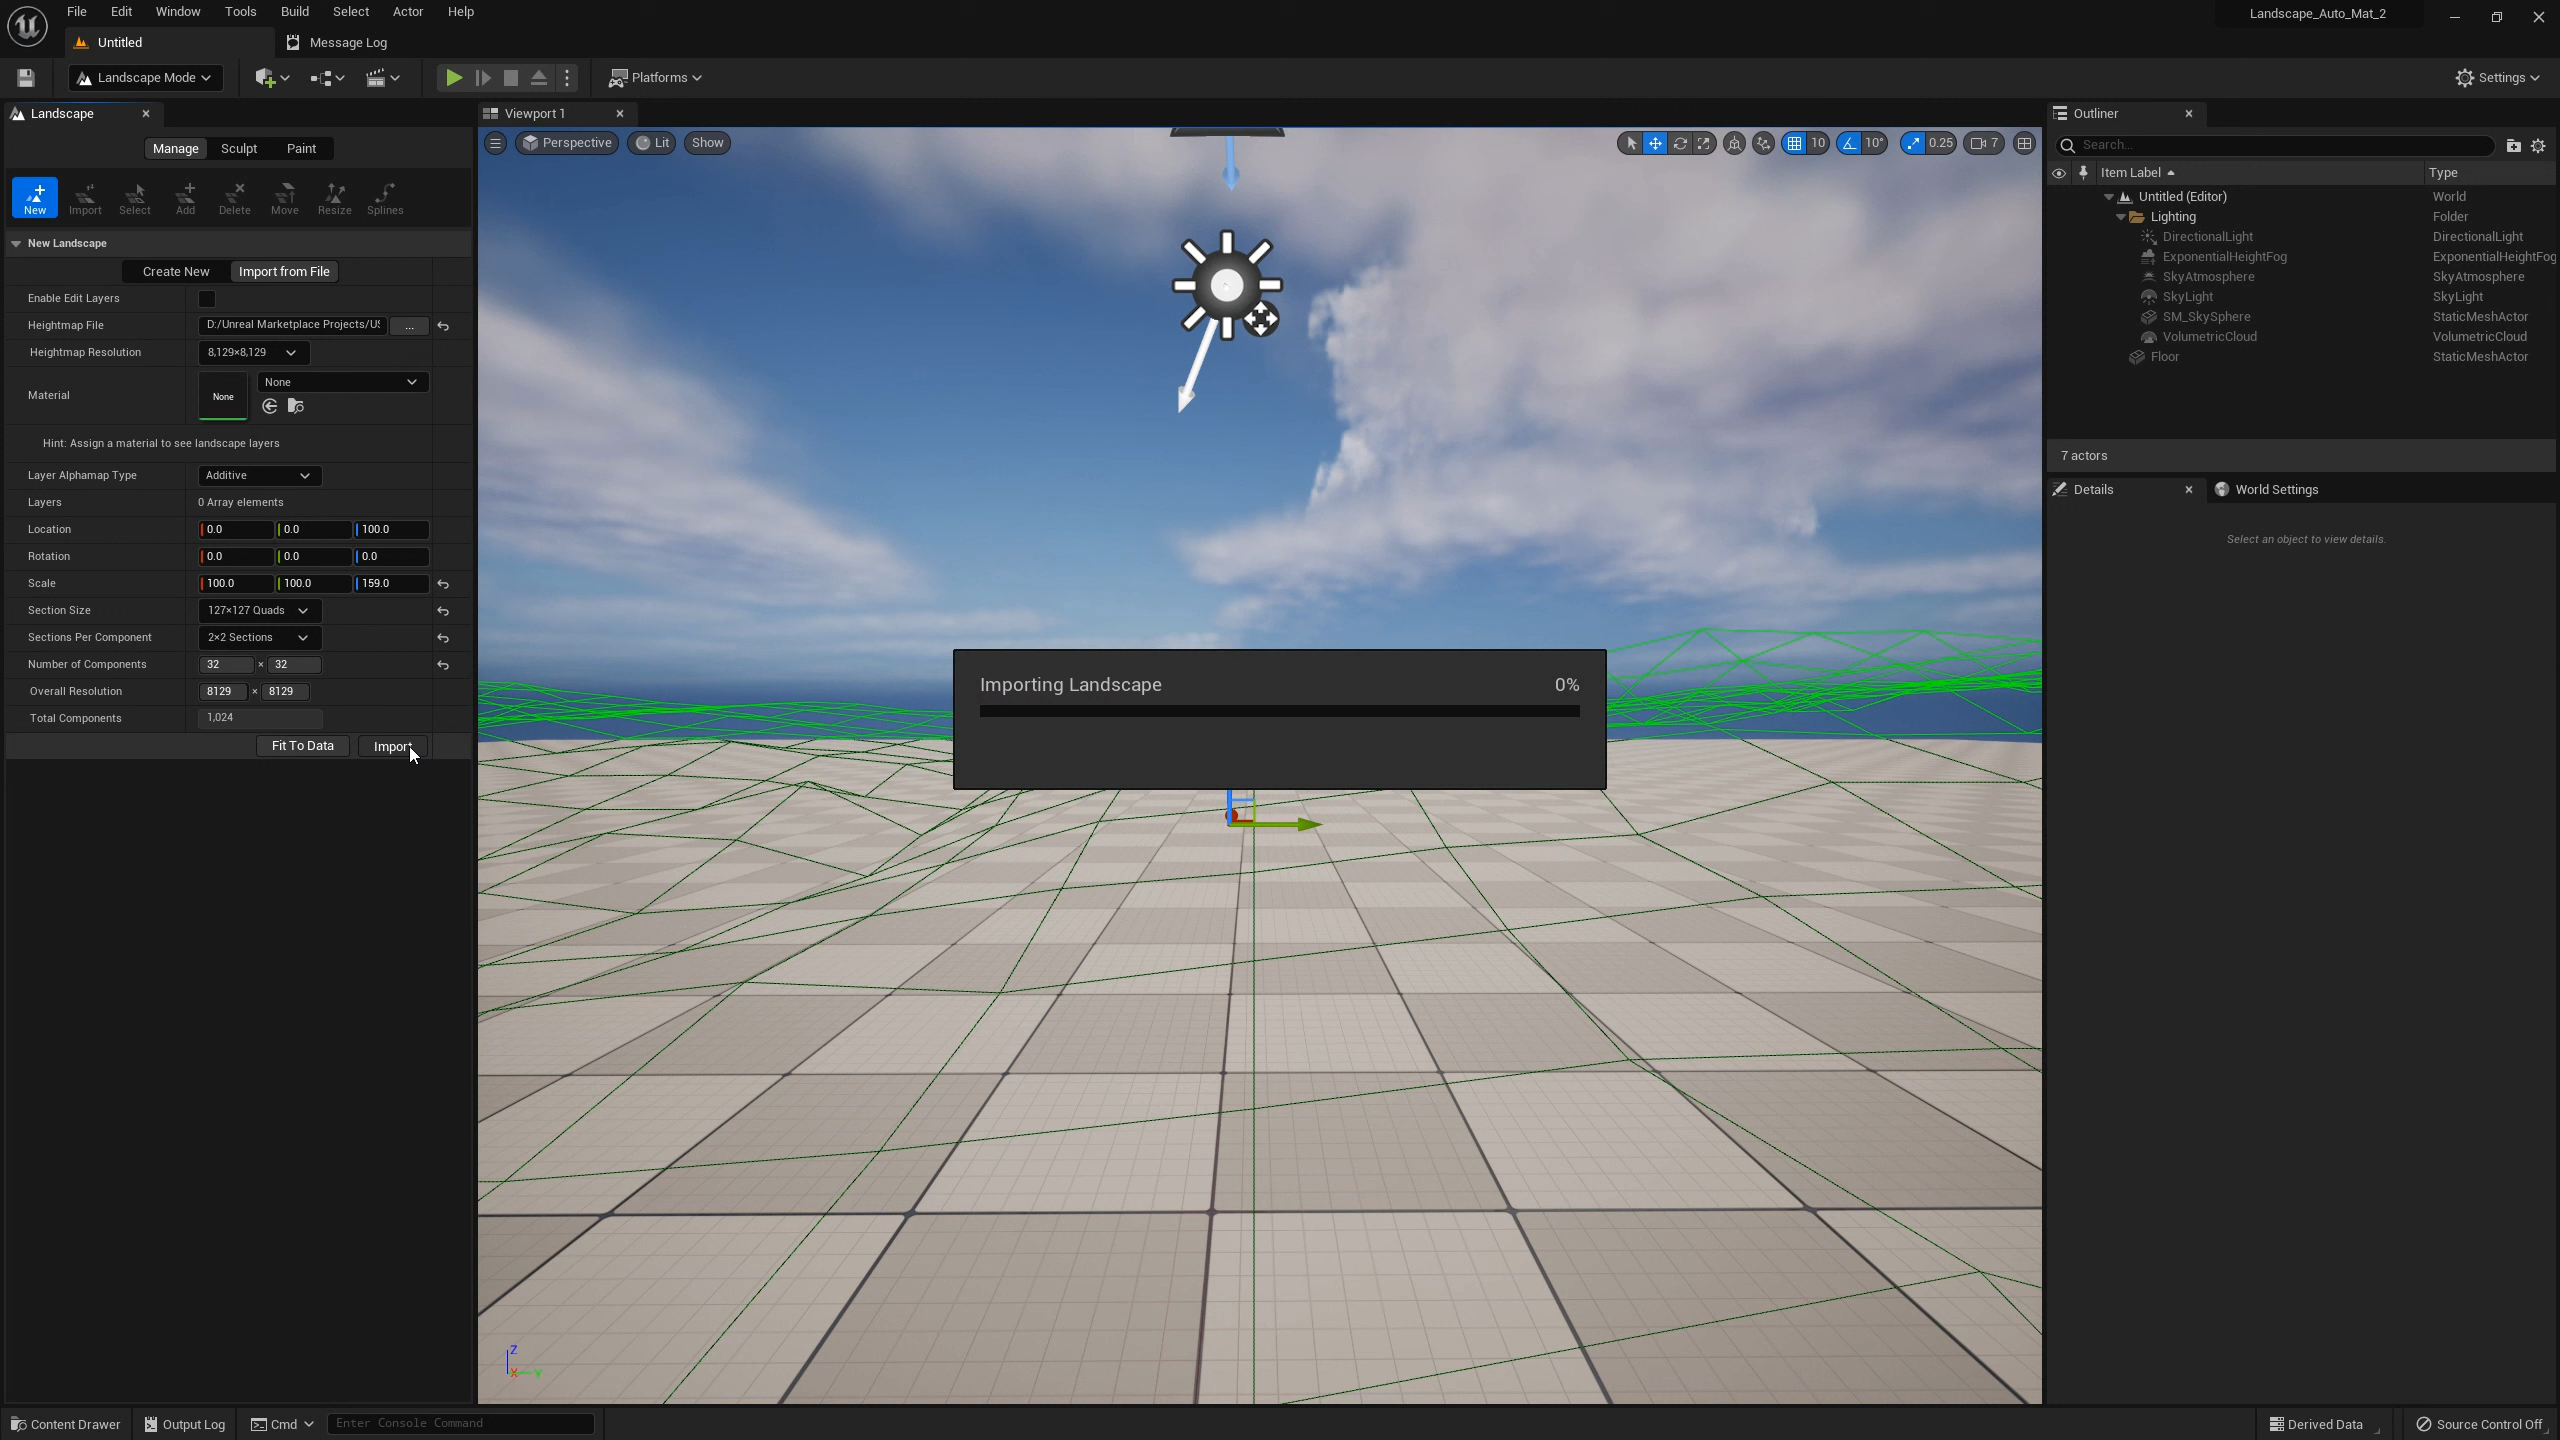 File Edit Window Tools Build Select Actor Help
Landscape_Auto_Mat_2
Untitled
Message Log
Landscape Mode
Platforms
Settings
Landscape
Manage Sculpt Paint
New Import Select Add Delete Move Resize Splines
New Landscape
Create New Import from File
Enable Edit Layers
Heightmap File D:/Unreal Marketplace Projects/US ...
Heightmap Resolution 8,129×8,129
Material None None
Hint: Assign a material to see landscape layers
Layer Alphamap Type Additive
Layers 0 Array elements
Location 0.0 0.0 100.0
Rotation 0.0 0.0 0.0
Scale 100.0 100.0 159.0
Section Size 127×127 Quads
Sections Per Component 2×2 Sections
Number of Components 32 × 32
Overall Resolution 8129 × 8129
Total Components 1,024
Fit To Data Import
Viewport 1
Perspective Lit Show
10 10° 0.25 7
Importing Landscape 0%
Z
X Y
Outliner
Search...
Item Label Type
Untitled (Editor) World
Lighting Folder
DirectionalLight DirectionalLight
ExponentialHeightFog ExponentialHeightFog
SkyAtmosphere SkyAtmosphere
SkyLight SkyLight
SM_SkySphere StaticMeshActor
VolumetricCloud VolumetricCloud
Floor StaticMeshActor
7 actors
Details World Settings
Select an object to view details.
Content Drawer Output Log Cmd Enter Console Command
Derived Data Source Control Off